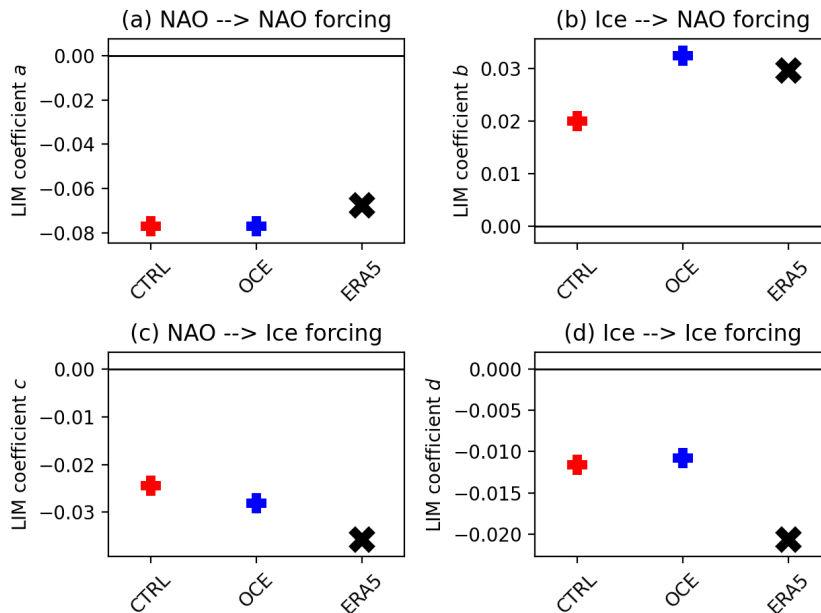 (a) NAO --> NAO forcing
0.00
−0.02
−0.04
−0.06
−0.08
LIM coefficient a
CTRL
OCE
ERA5
(b) Ice --> NAO forcing
0.03
0.02
0.01
0.00
LIM coefficient b
CTRL
OCE
ERA5
(c) NAO --> Ice forcing
0.00
−0.01
−0.02
−0.03
LIM coefficient c
CTRL
OCE
ERA5
(d) Ice --> Ice forcing
0.000
−0.005
−0.010
−0.015
−0.020
LIM coefficient d
CTRL
OCE
ERA5